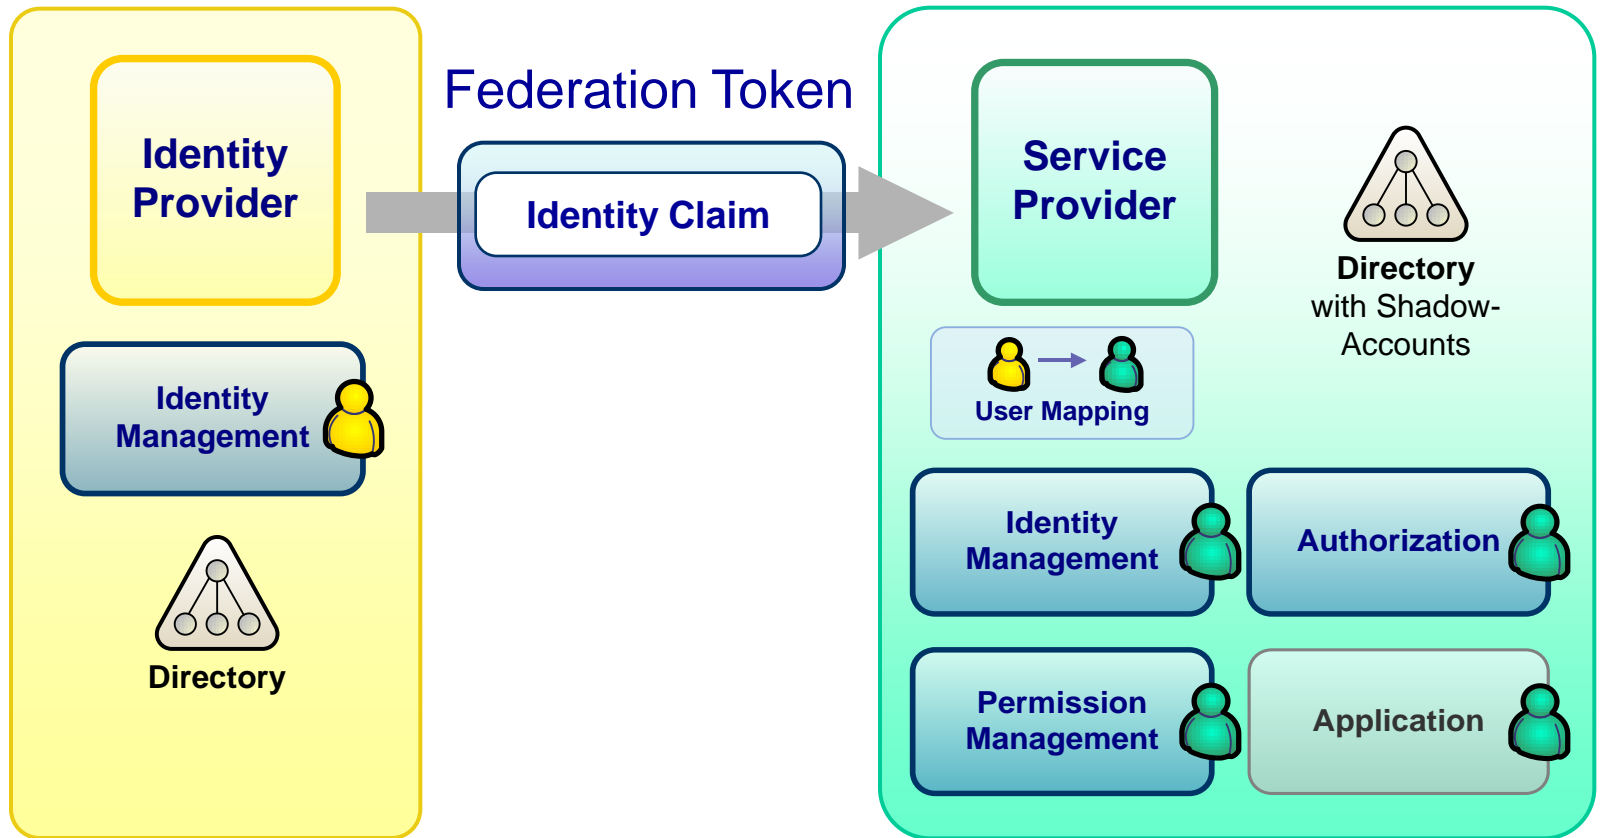 Identity
Provider
Identity
Management
Directory
Federation Token
Identity Claim
Service
Provider
Directory
with Shadow-
Accounts
User Mapping
Identity
Management
Authorization
Permission
Management
Application